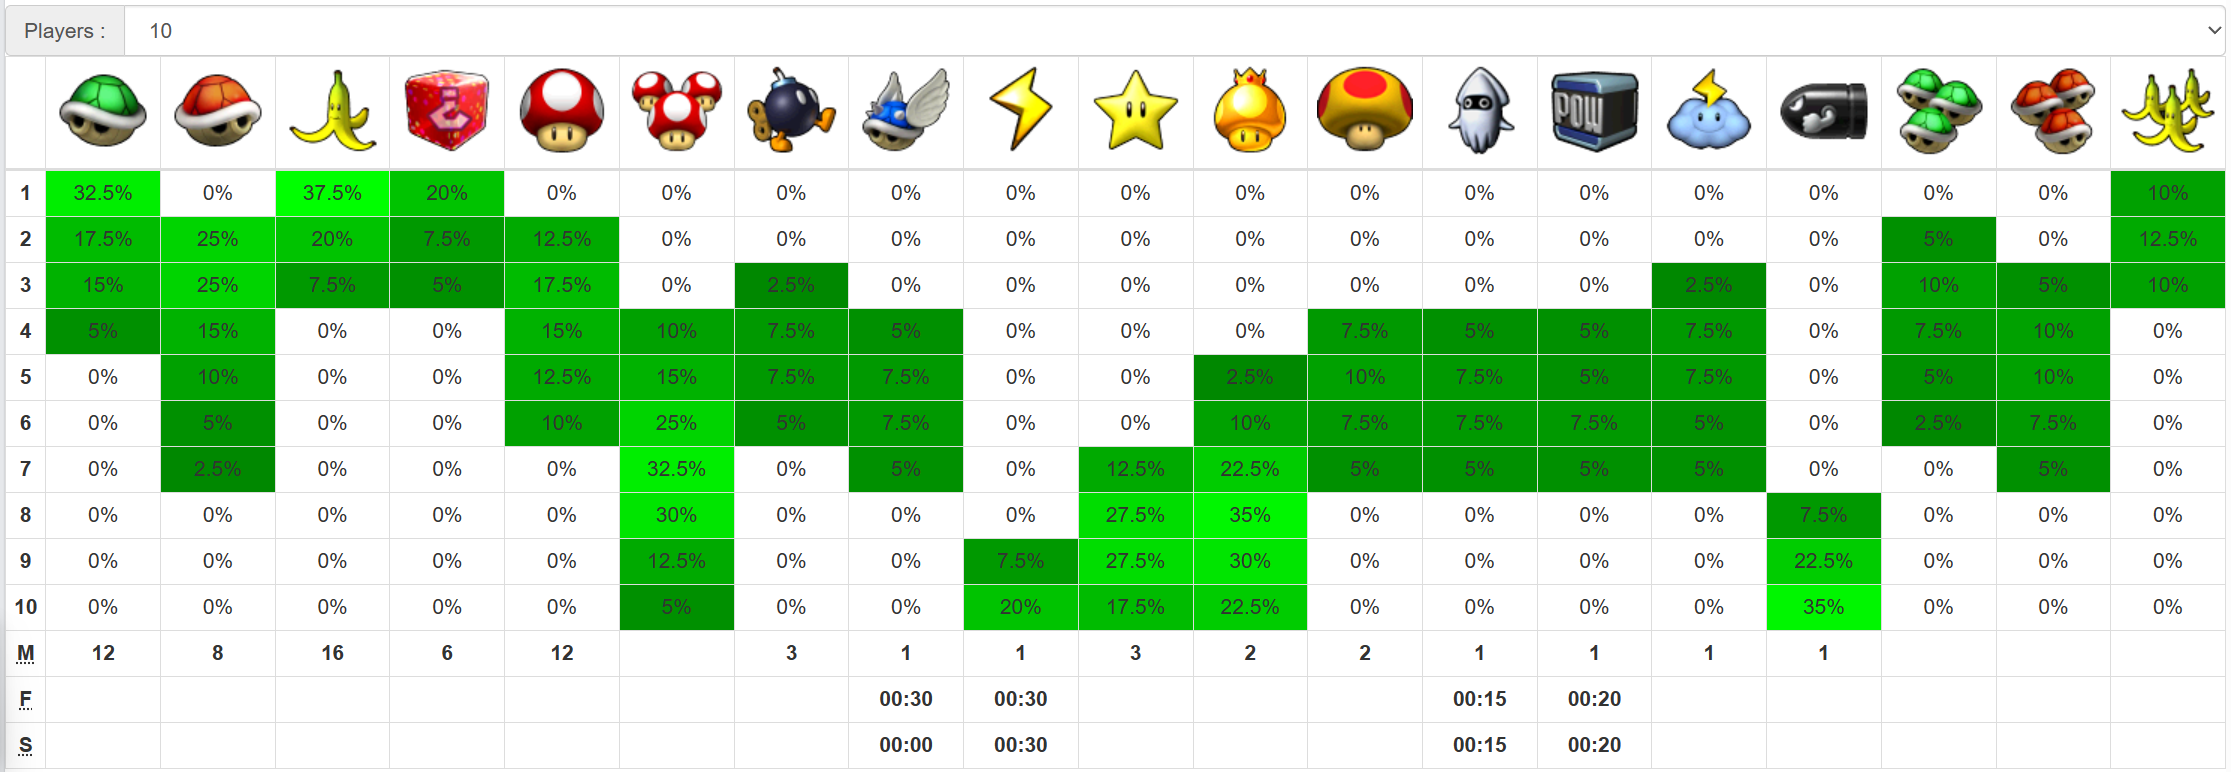 Players : 10
POW
1 32.5% 0% 37.5% 20% 0% 0% 0% 0% 0% 0% 0% 0% 0% 0% 0% 0% 0% 0% 10%
2 17.5% 25% 20% 7.5% 12.5% 0% 0% 0% 0% 0% 0% 0% 0% 0% 0% 0% 5% 0% 12.5%
3 15% 25% 7.5% 5% 17.5% 0% 2.5% 0% 0% 0% 0% 0% 0% 0% 2.5% 0% 10% 5% 10%
4 5% 15% 0% 0% 15% 10% 7.5% 5% 0% 0% 0% 7.5% 5% 5% 7.5% 0% 7.5% 10% 0%
5 0% 10% 0% 0% 12.5% 15% 7.5% 7.5% 0% 0% 2.5% 10% 7.5% 5% 7.5% 0% 5% 10% 0%
6 0% 5% 0% 0% 10% 25% 5% 7.5% 0% 0% 10% 7.5% 7.5% 7.5% 5% 0% 2.5% 7.5% 0%
7 0% 2.5% 0% 0% 0% 32.5% 0% 5% 0% 12.5% 22.5% 5% 5% 5% 5% 0% 0% 5% 0%
8 0% 0% 0% 0% 0% 30% 0% 0% 0% 27.5% 35% 0% 0% 0% 0% 7.5% 0% 0% 0%
9 0% 0% 0% 0% 0% 12.5% 0% 0% 7.5% 27.5% 30% 0% 0% 0% 0% 22.5% 0% 0% 0%
10 0% 0% 0% 0% 0% 5% 0% 0% 20% 17.5% 22.5% 0% 0% 0% 0% 35% 0% 0% 0%
M 12 8 16 6 12 3 1 1 3 2 2 1 1 1 1
F 00:30 00:30 00:15 00:20
S 00:00 00:30 00:15 00:20